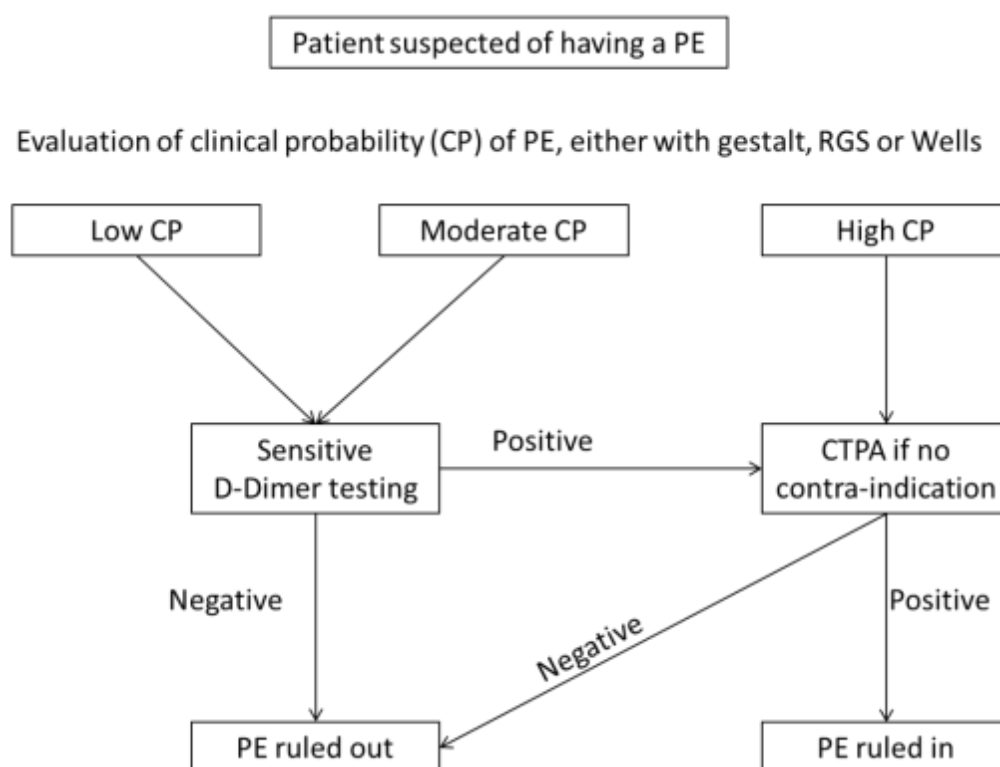 Patient suspected of having a PE
Evaluation of clinical probability (CP) of PE, either with gestalt, RGS or Wells
Low CP
Moderate CP
High CP
Sensitive
D-Dimer testing
Positive
CTPA if no
contra-indication
Negative
Negative
Positive
PE ruled out
PE ruled in